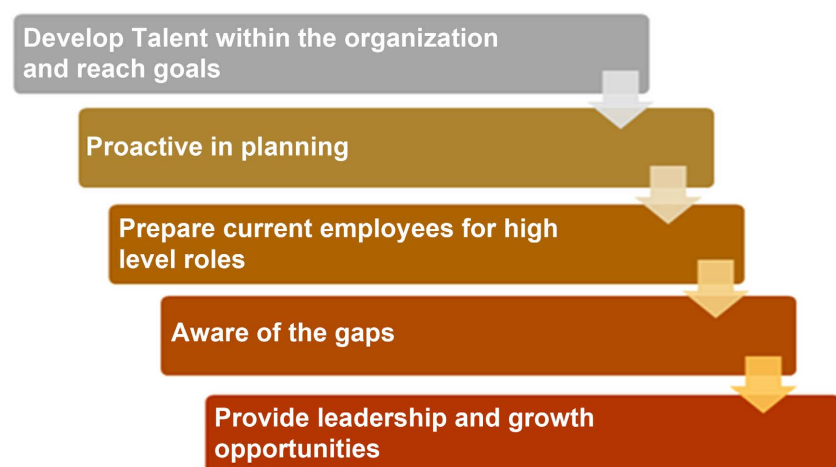 Develop Talent within the organization
and reach goals
Proactive in planning
Prepare current employees for high
level roles
Aware of the gaps
Provide leadership and growth
opportunities